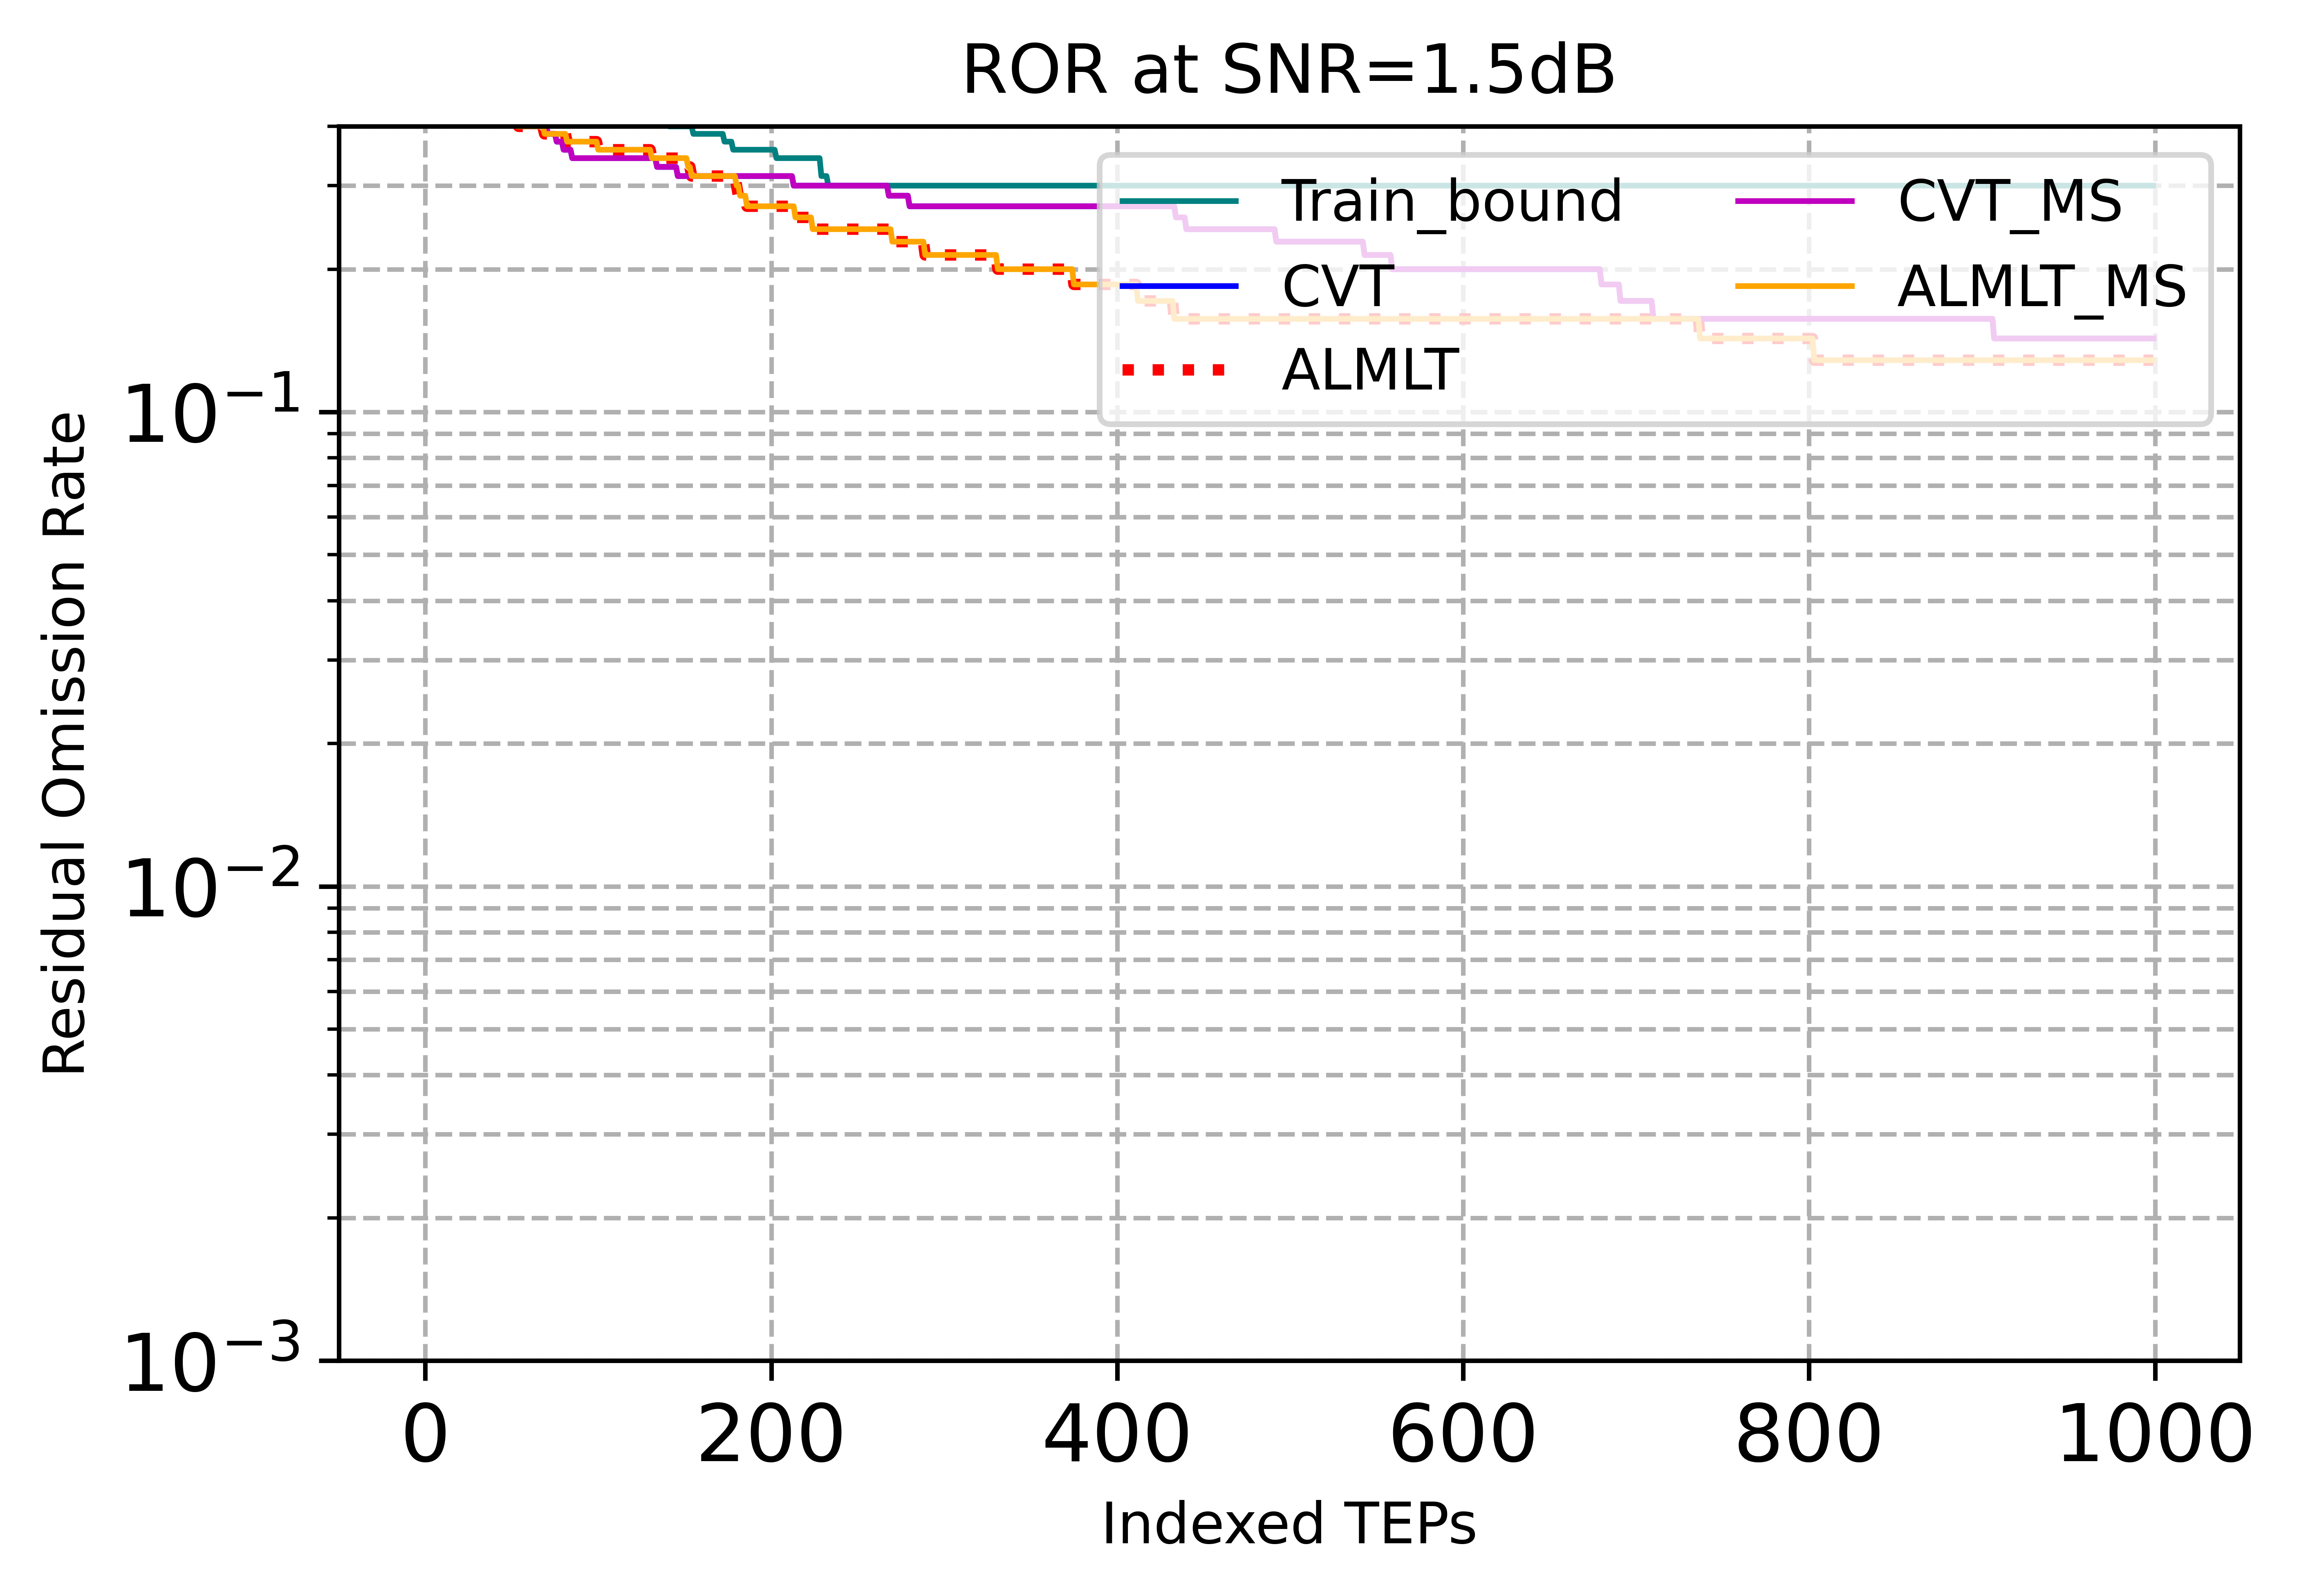 ROR at SNR=1.5dB
Train_bound
CVT
ALMLT
CVT_MS
ALMLT_MS
Residual Omission Rate
10⁻¹
10⁻²
10⁻³
0 200 400 600 800 1000
Indexed TEPs